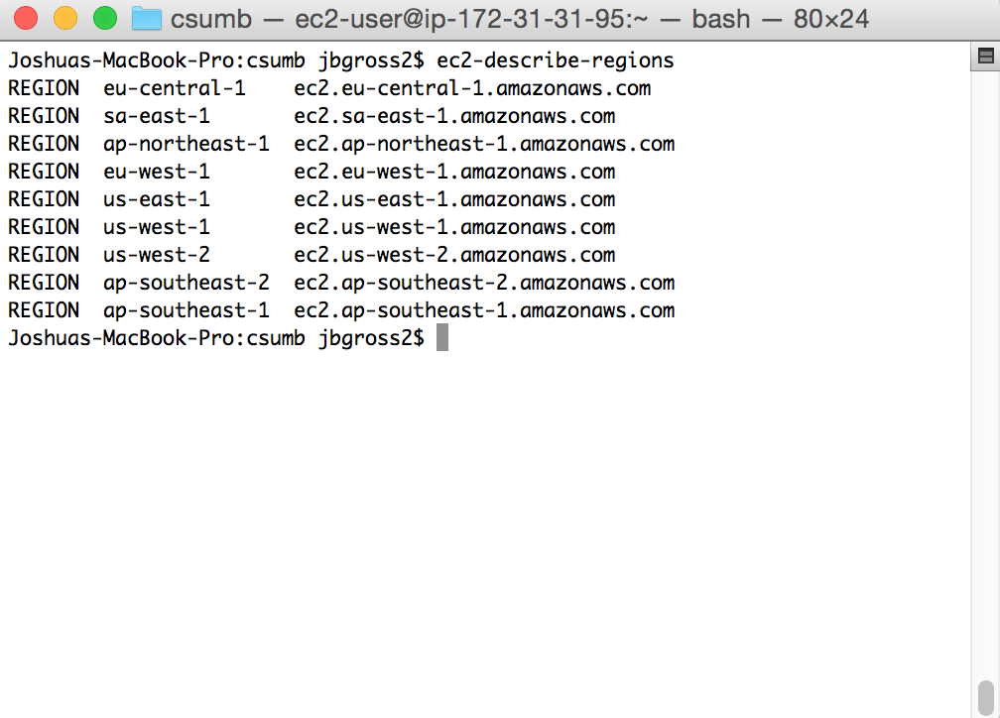 csumb — ec2-user@ip-172-31-31-95:~ — bash — 80×24
Joshuas-MacBook-Pro:csumb jbgross2$ ec2-describe-regions
REGION  eu-central-1    ec2.eu-central-1.amazonaws.com
REGION  sa-east-1       ec2.sa-east-1.amazonaws.com
REGION  ap-northeast-1  ec2.ap-northeast-1.amazonaws.com
REGION  eu-west-1       ec2.eu-west-1.amazonaws.com
REGION  us-east-1       ec2.us-east-1.amazonaws.com
REGION  us-west-1       ec2.us-west-1.amazonaws.com
REGION  us-west-2       ec2.us-west-2.amazonaws.com
REGION  ap-southeast-2  ec2.ap-southeast-2.amazonaws.com
REGION  ap-southeast-1  ec2.ap-southeast-1.amazonaws.com
Joshuas-MacBook-Pro:csumb jbgross2$